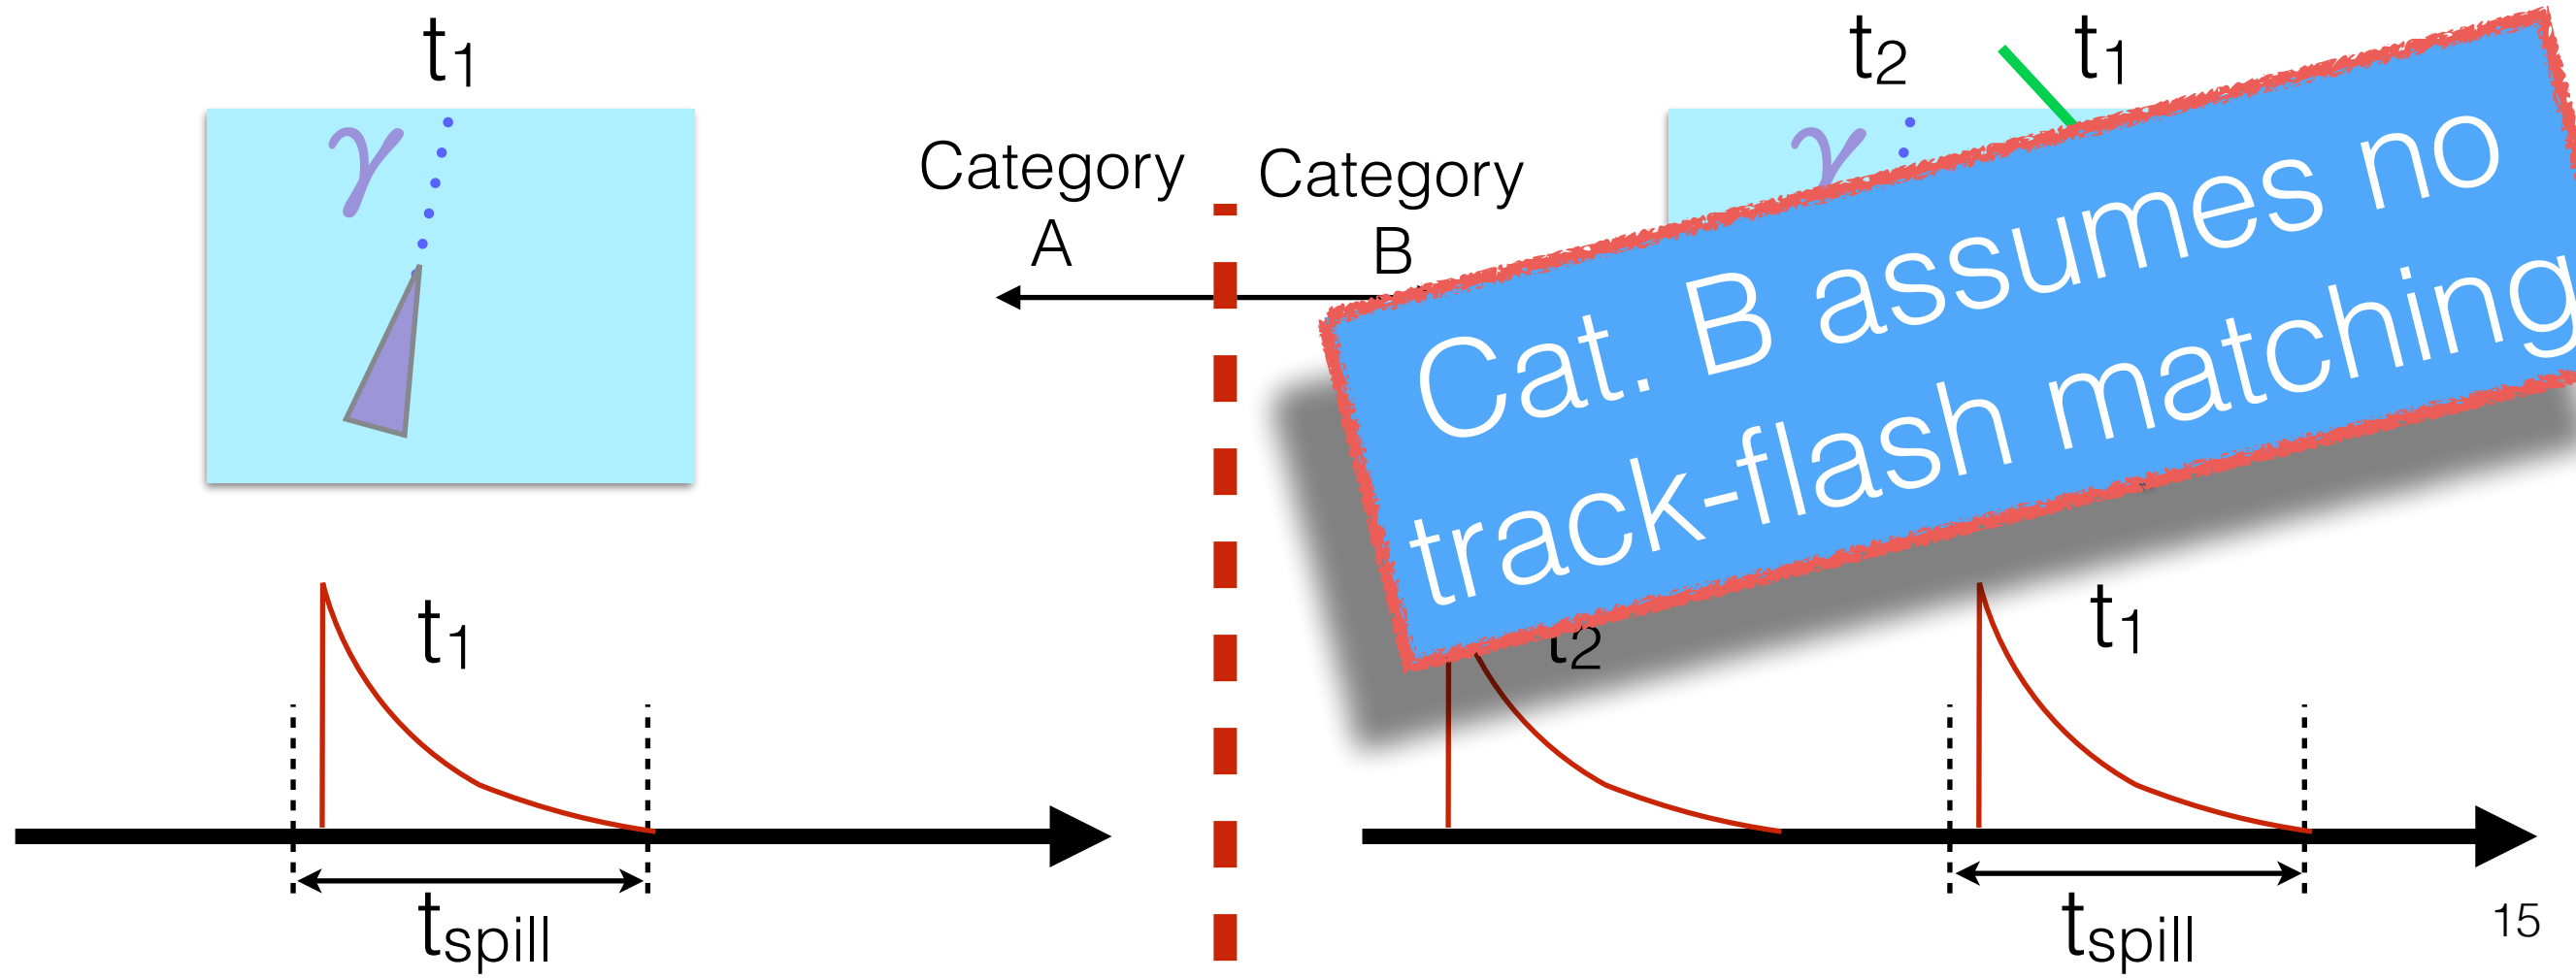 t1
γ
Category
A
Category
B
t2
t1
γ
Cat. B assumes no
track-flash matching
t1
tspill
t2
t1
tspill
15